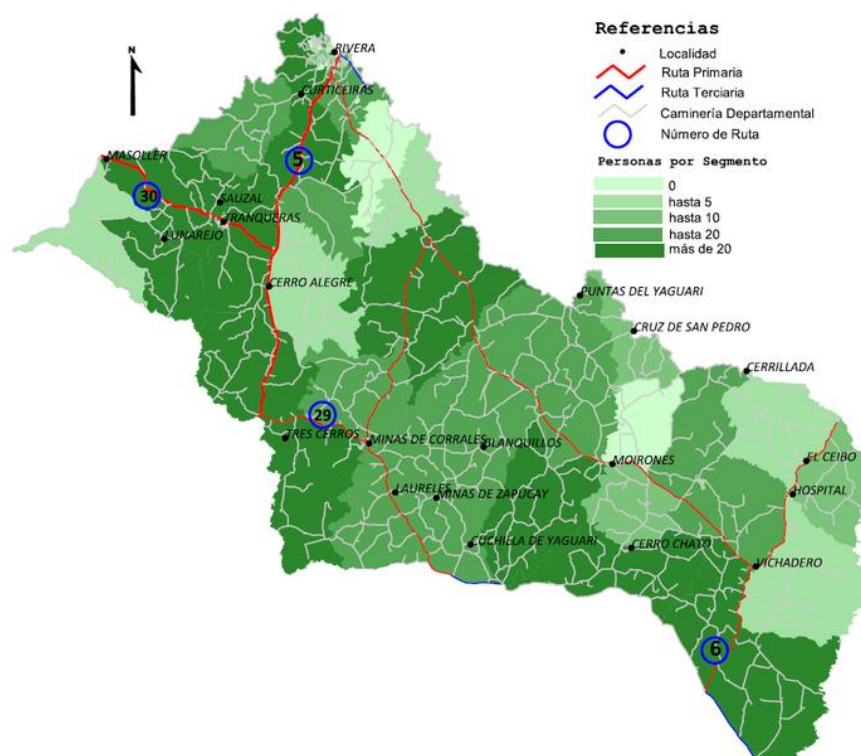 Referencias
Localidad
Ruta Primaria
Ruta Terciaria
Caminería Departamental
Número de Ruta
Personas por Segmento
0
hasta 5
hasta 10
hasta 20
más de 20
N
RIVERA
CURTICEIRAS
5
MASOLLER
30
SAUZAL
TRANQUERAS
LUNAREJO
CERRO ALEGRE
PUNTAS DEL YAGUARI
CRUZ DE SAN PEDRO
CERRILLADA
29
TRES CERROS
MINAS DE CORRALES
BLANQUILLOS
MOIRONES
EL CEIBO
LAURELES
MINAS DE ZAPUCAY
HOSPITAL
CUCHILLA DE YAGUARI
CERRO CHATO
VICHADERO
6